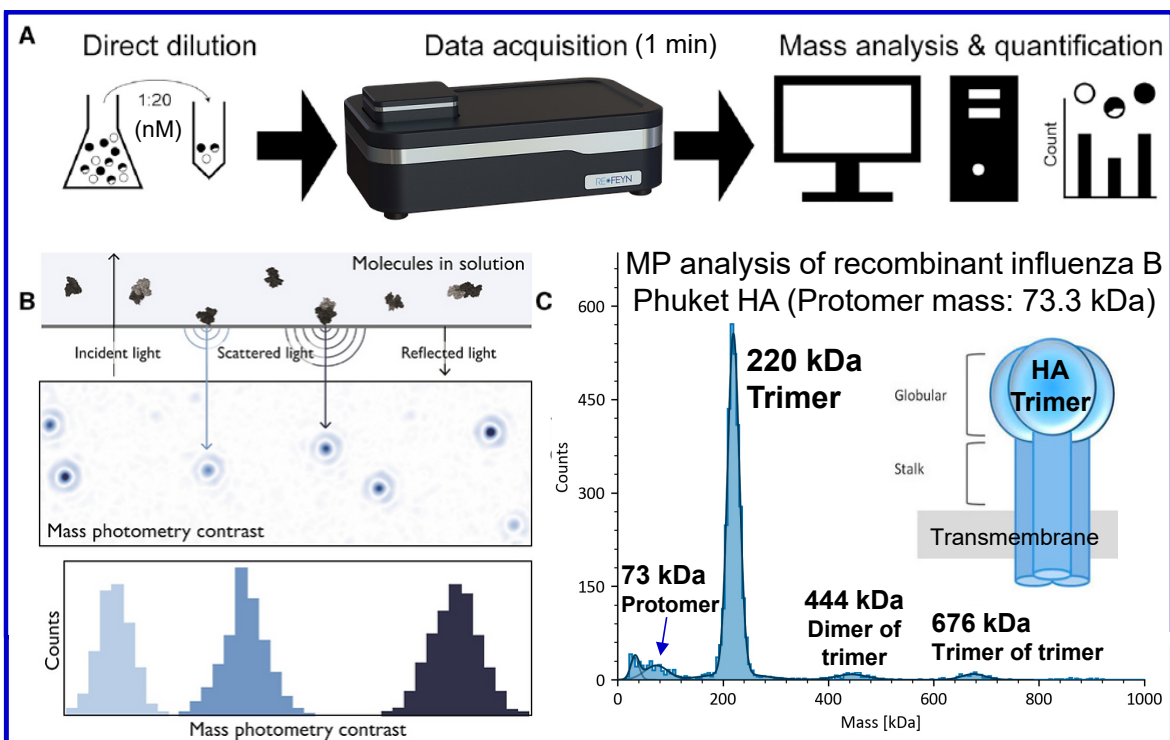 A
Direct dilution
Data acquisition (1 min)
Mass analysis & quantification
1:20
(nM)
RE•FEYN
Count
B
Molecules in solution
Incident light
Scattered light
Reflected light
Mass photometry contrast
Counts
Mass photometry contrast
C
MP analysis of recombinant influenza B
Phuket HA (Protomer mass: 73.3 kDa)
600
450
300
150
0
Counts
220 kDa
Trimer
73 kDa
Protomer
444 kDa
Dimer of
trimer
676 kDa
Trimer of trimer
Globular
Stalk
HA
Trimer
Transmembrane
0
200
400
600
800
1000
Mass [kDa]